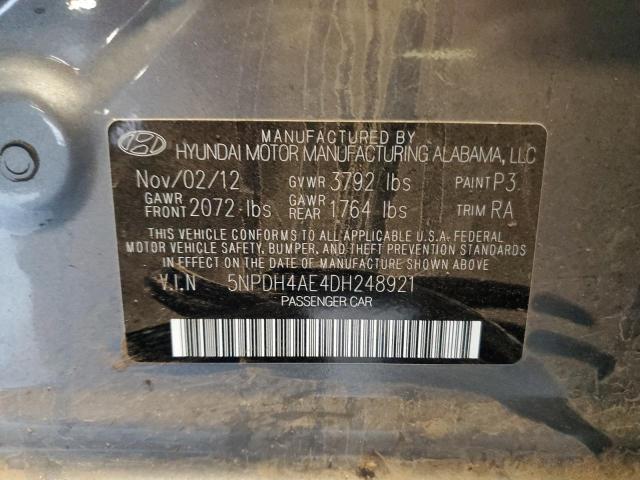 MANUFACTURED BY
HYUNDAI MOTOR MANUFACTURING ALABAMA, LLC
Nov/02/12 GVWR 3792 lbs PAINT P3
GAWR FRONT 2072 lbs GAWR REAR 1764 lbs TRIM RA
THIS VEHICLE CONFORMS TO ALL APPLICABLE U.S.A. FEDERAL
MOTOR VEHICLE SAFETY, BUMPER, AND THEFT PREVENTION STANDARDS
IN EFFECT ON THE DATE OF MANUFACTURE SHOWN ABOVE
V.I.N 5NPDH4AE4DH248921
PASSENGER CAR